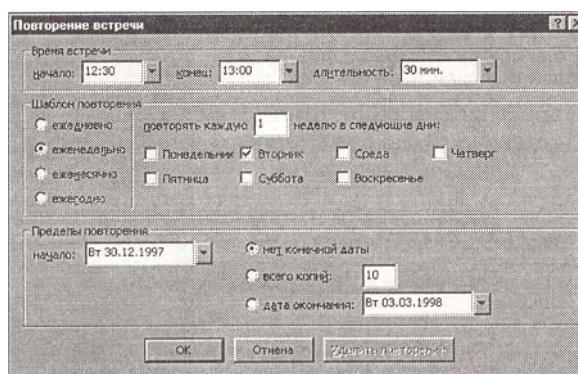 Повторение встречи
Время встречи
начало: 12:30 конец: 13:00 длительность: 30 мин.
Шаблон повторения
ежедневно повторять каждую 1 неделю в следующие дни:
еженедельно Понедельник Вторник Среда Четверг
ежемесячно Пятница Суббота Воскресенье
ежегодно
Пределы повторения
начало: Вт 30.12.1997 нет конечной даты
всего копий: 10
дата окончания: Вт 03.03.1998
ОК Отмена Удалить повторение